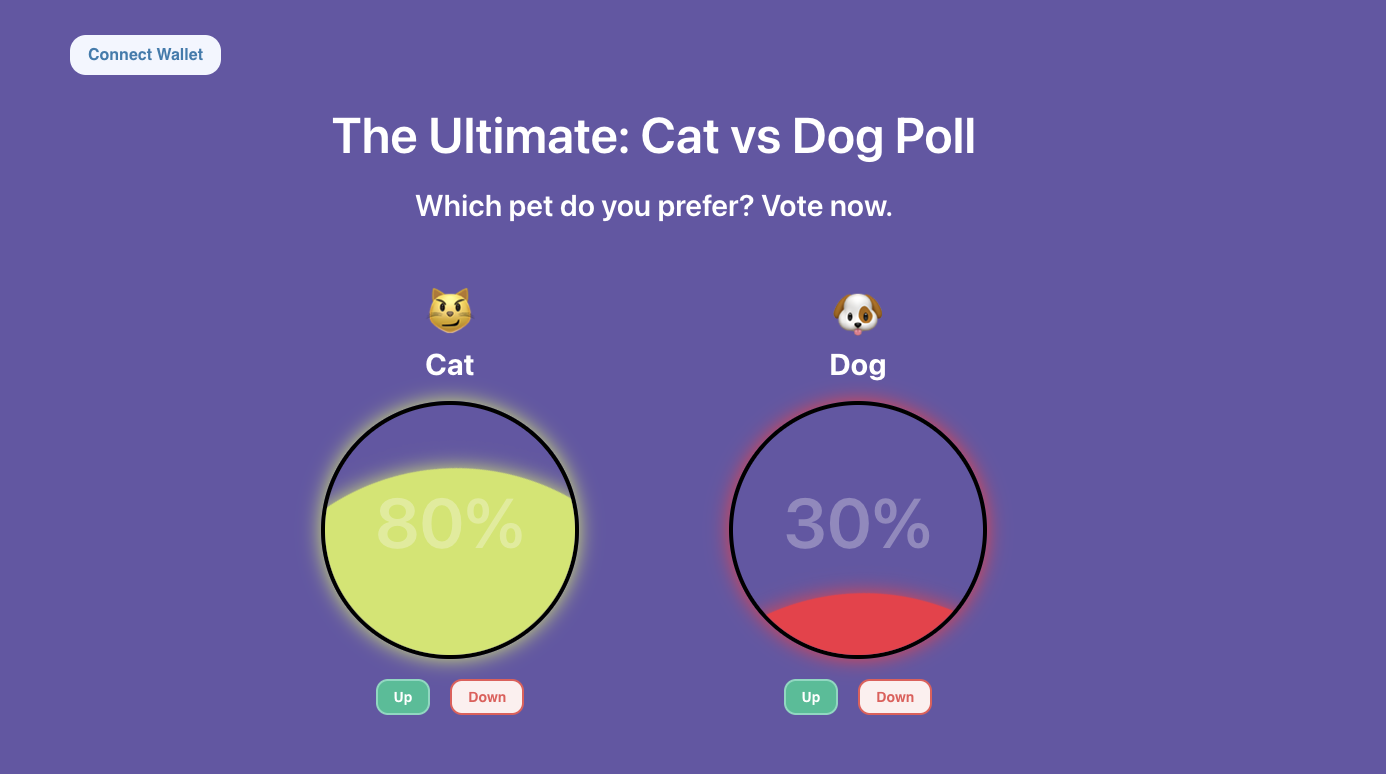 Connect Wallet
The Ultimate: Cat vs Dog Poll
Which pet do you prefer? Vote now.
Cat
Dog
80%
30%
Up
Down
Up
Down